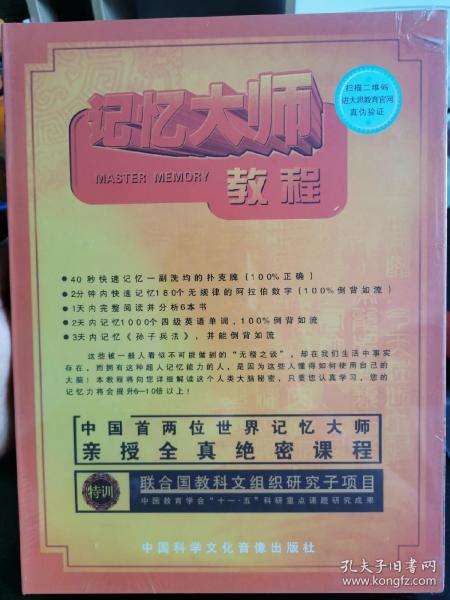 记忆大师
MASTER MEMORY
教程
扫描二维码
进大思教育官网
真伪验证
●40秒快速记忆一副洗均的扑克牌(100%正确)
●2分钟内快速记忆180个无规律的阿拉伯数字(100%倒背如流)
●1天内完整阅读并分析6本书
●2天内记忆1000个四级英语单词,100%倒背如流
●3天内记忆《孙子兵法》,并能倒背如流
这些被一般人看似不可能做到的“无稽之谈”,却在我们生活中事实
存在,而拥有这种超人记忆能力的人,是因为这些人懂得如何使用自己的
大脑!本教程将向您详细解读这个人类大脑秘密,只要您认真学习,您的
记忆力将会提升6—10倍以上!
中国首两位世界记忆大师
亲授全真绝密课程
特训
联合国教科文组织研究子项目
中国教育学会“十一·五”科研重点课题研究成果
中国科学文化音像出版社
孔夫子旧书网
www.kongfz.com